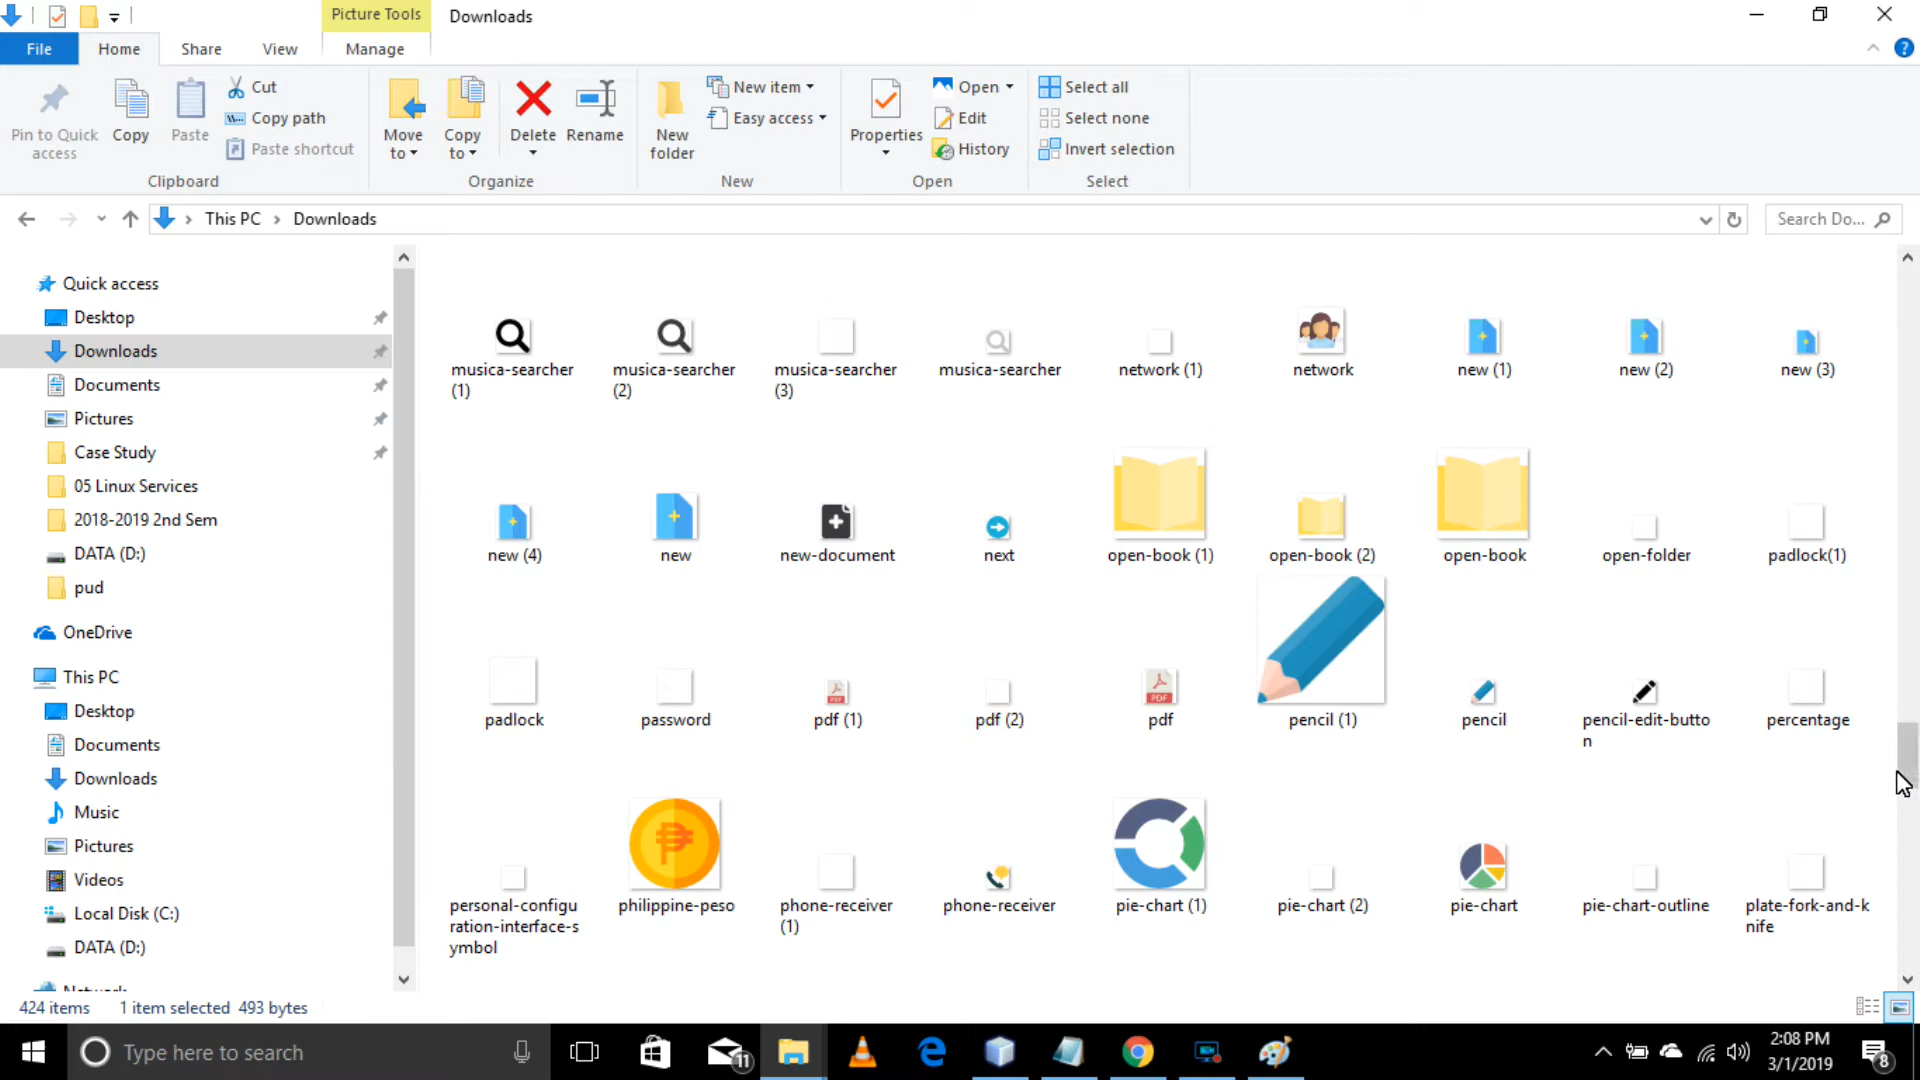 Picture Tools
Downloads
File
Home
Share
View
Manage
Pin to Quick
access
Copy
Paste
Cut
Copy path
Paste shortcut
Clipboard
Move
to
Copy
to
Delete
Rename
Organize
New
folder
New item
Easy access
New
Properties
Open
Edit
History
Open
Select all
Select none
Invert selection
Select
This PC
Downloads
Search Do...
Quick access
Desktop
Downloads
Documents
Pictures
Case Study
05 Linux Services
2018-2019 2nd Sem
DATA (D:)
pud
OneDrive
This PC
Desktop
Documents
Downloads
Music
Pictures
Videos
Local Disk (C:)
DATA (D:)
Network
musica-searcher
(1)
musica-searcher
(2)
musica-searcher
(3)
musica-searcher
network (1)
network
new (1)
new (2)
new (3)
new (4)
new
new-document
next
open-book (1)
open-book (2)
open-book
open-folder
padlock(1)
padlock
password
pdf (1)
pdf (2)
PDF
pdf
pencil (1)
pencil
pencil-edit-butto
n
percentage
personal-configu
ration-interface-s
ymbol
philippine-peso
phone-receiver
(1)
phone-receiver
pie-chart (1)
pie-chart (2)
pie-chart
pie-chart-outline
plate-fork-and-k
nife
424 items
1 item selected 493 bytes
Type here to search
11
2:08 PM
3/1/2019
8